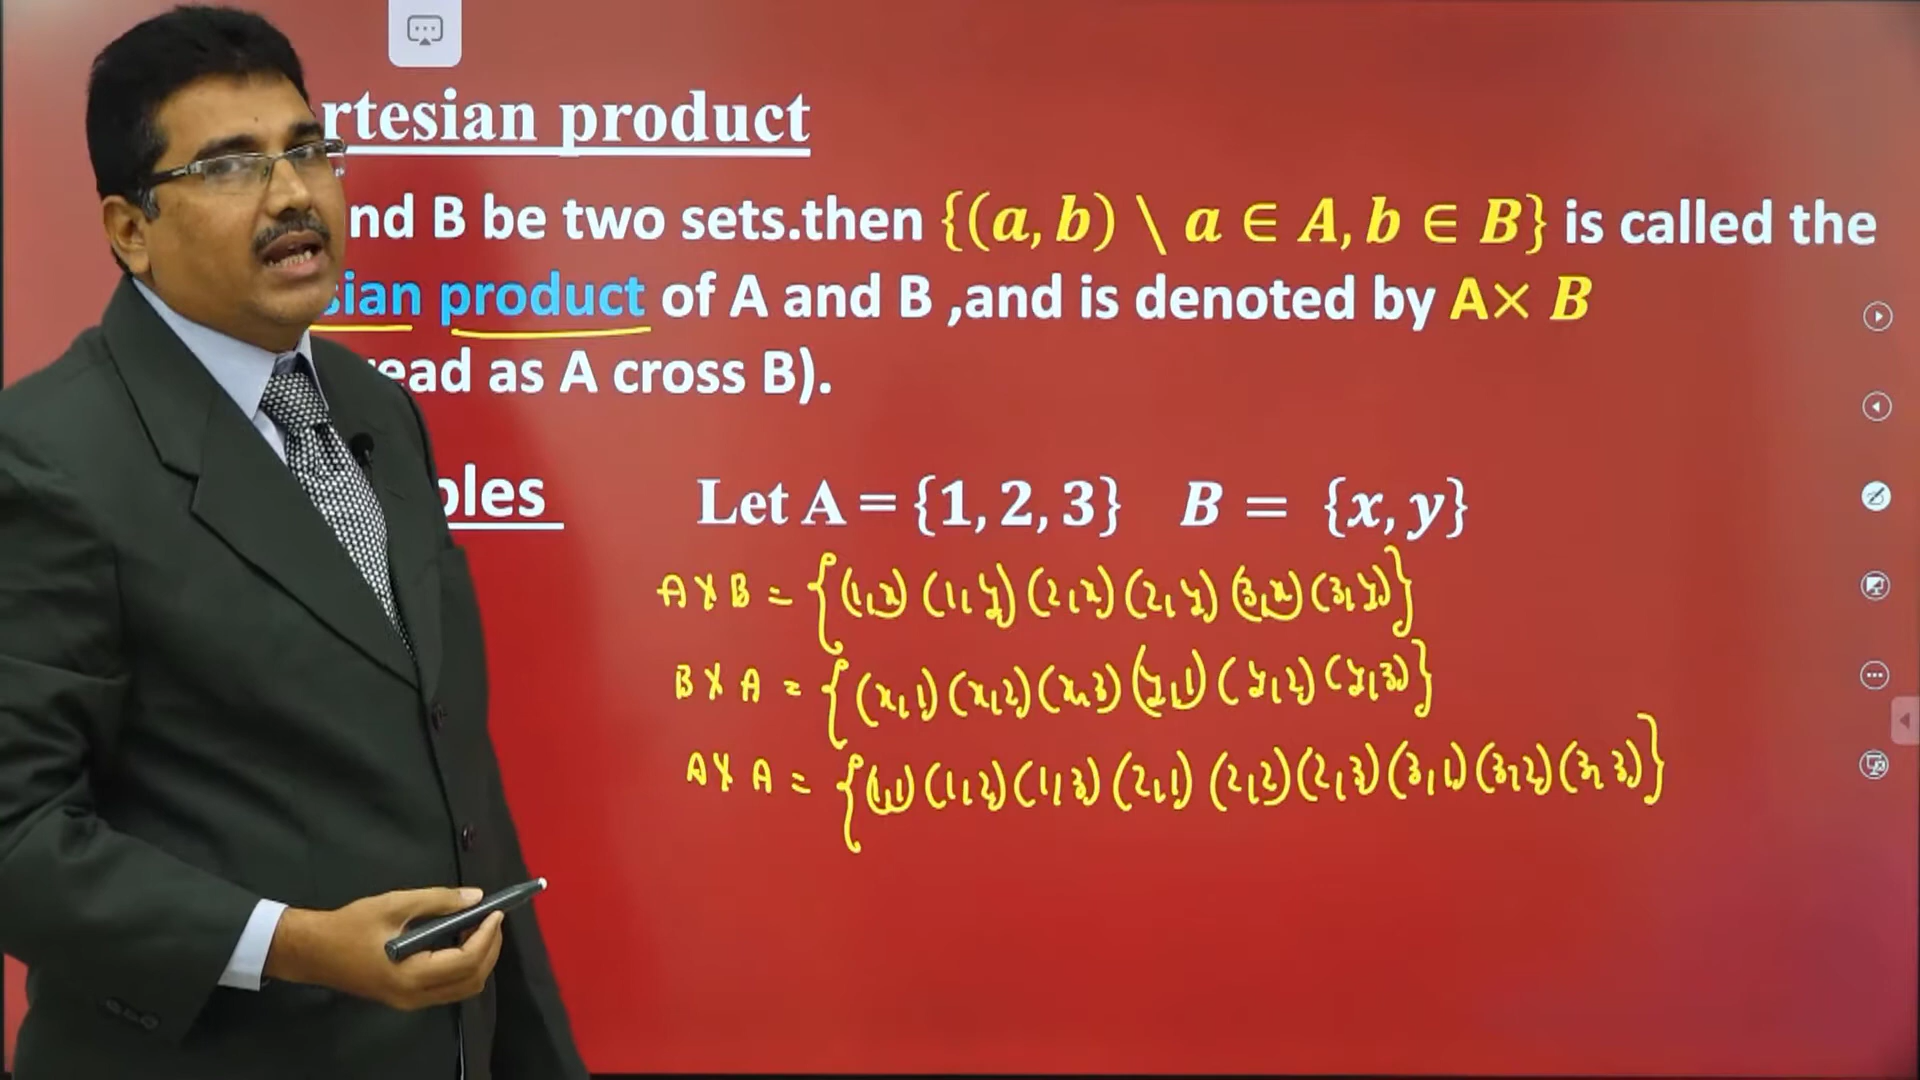 rtesian product
nd B be two sets.then {(a, b) \ a ∈ A, b ∈ B} is called the
sian product of A and B ,and is denoted by A× B
read as A cross B).
ples Let A = {1, 2, 3} B = {x, y}
A X B = {(1,x) (1,y) (2,x) (2,y) (3,x) (3,y)}
B X A = {(x,1) (x,2) (x,3) (y,1) (y,2) (y,3)}
A X A = {(1,1) (1,2) (1,3) (2,1) (2,2) (2,3) (3,1) (3,2) (3,3)}